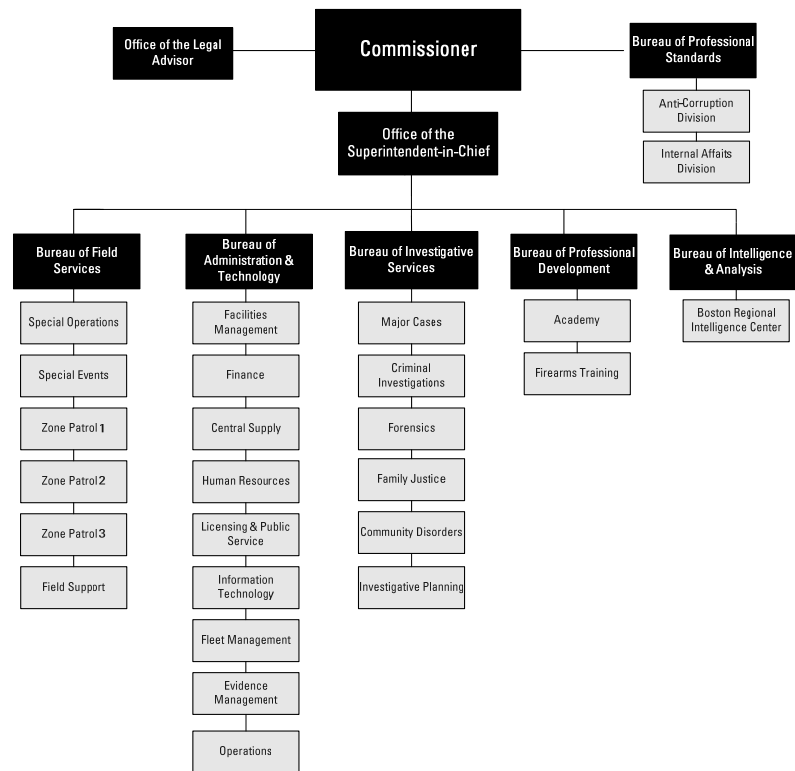 Office of the Legal
Advisor
Commissioner
Bureau of Professional
Standards
Anti-Corruption
Division
Internal Affaits
Division
Office of the
Superintendent-in-Chief
Bureau of Field
Services
Special Operations
Special Events
Zone Patrol 1
Zone Patrol 2
Zone Patrol 3
Field Support
Bureau of
Administration &
Technology
Facilities
Management
Finance
Central Supply
Human Resources
Licensing & Public
Service
Information
Technology
Fleet Management
Evidence
Management
Operations
Bureau of Investigative
Services
Major Cases
Criminal
Investigations
Forensics
Family Justice
Community Disorders
Investigative Planning
Bureau of Professional
Development
Academy
Firearms Training
Bureau of Intelligence
& Analysis
Boston Regional
Intelligence Center